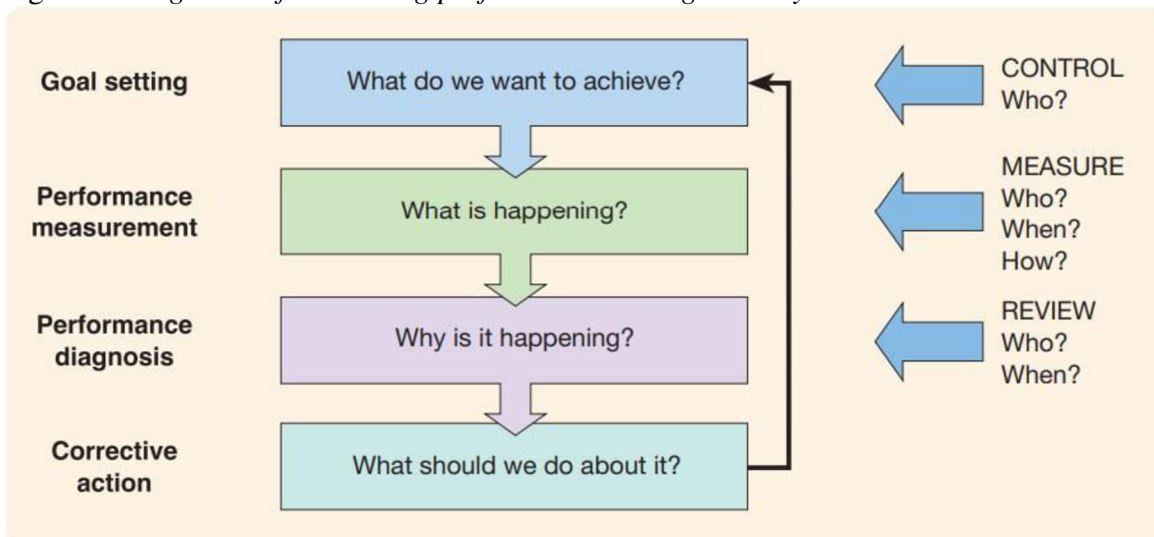 Goal setting
What do we want to achieve?
CONTROL
Who?
Performance
measurement
What is happening?
MEASURE
Who?
When?
How?
Performance
diagnosis
Why is it happening?
REVIEW
Who?
When?
Corrective
action
What should we do about it?